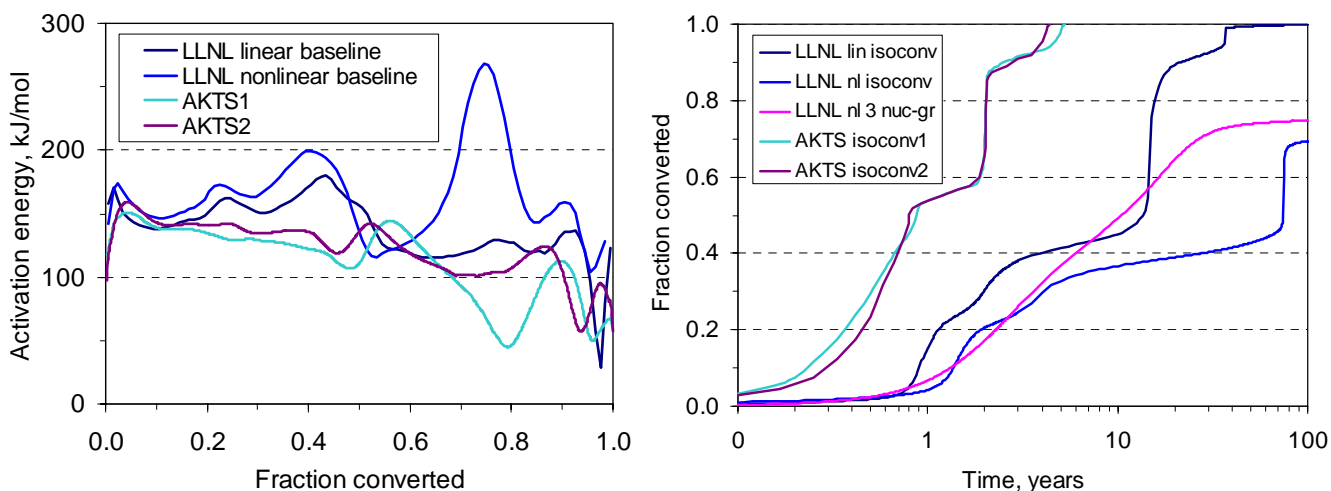 300
200
100
0
Activation energy, kJ/mol
LLNL linear baseline
LLNL nonlinear baseline
AKTS1
AKTS2
0.0 0.2 0.4 0.6 0.8 1.0
Fraction converted
1.0
0.8
0.6
0.4
0.2
0.0
Fraction converted
LLNL lin isoconv
LLNL nl isoconv
LLNL nl 3 nuc-gr
AKTS isoconv1
AKTS isoconv2
0 1 10 100
Time, years